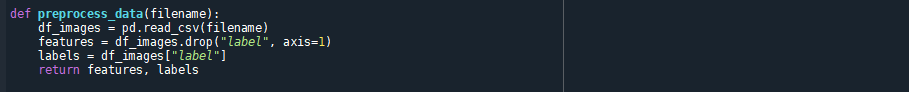 def preprocess_data(filename):
    df_images = pd.read_csv(filename)
    features = df_images.drop("label", axis=1)
    labels = df_images["label"]
    return features, labels